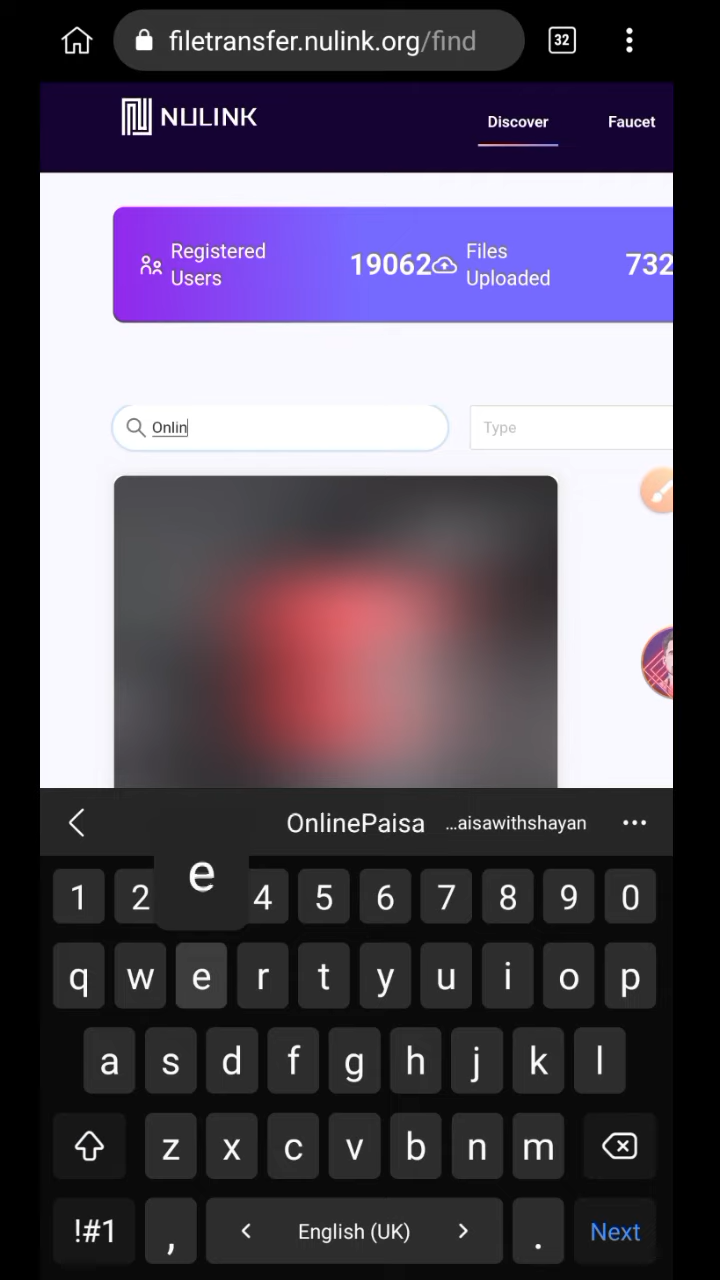 filetransfer.nulink.org/find
32
NULINK
Discover
Faucet
Registered
Users
19062
Files
Uploaded
732
Onlin
Type
OnlinePaisa
...aisawithshayan
e
1 2 4 5 6 7 8 9 0
q w e r t y u i o p
a s d f g h j k l
z x c v b n m
!#1 , English (UK) . Next